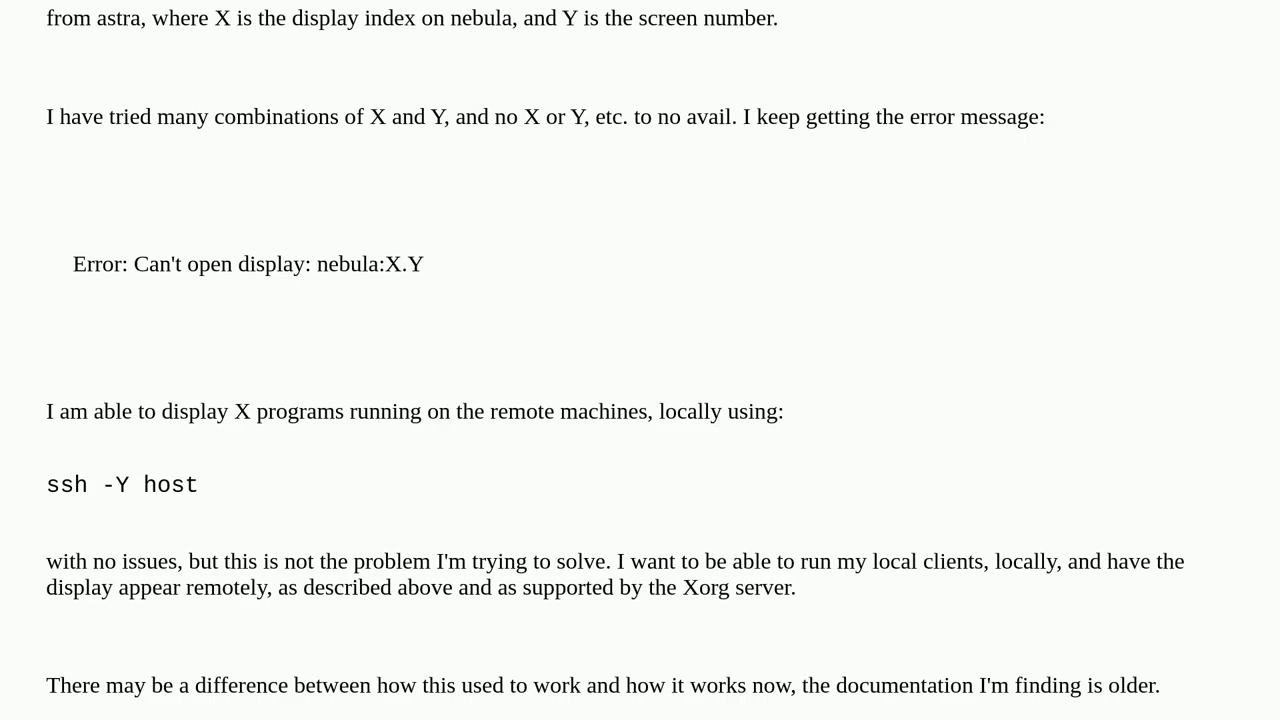 from astra, where X is the display index on nebula, and Y is the screen number.
I have tried many combinations of X and Y, and no X or Y, etc. to no avail. I keep getting the error message:
Error: Can't open display: nebula:X.Y
I am able to display X programs running on the remote machines, locally using:
ssh -Y host
with no issues, but this is not the problem I'm trying to solve. I want to be able to run my local clients, locally, and have the
display appear remotely, as described above and as supported by the Xorg server.
There may be a difference between how this used to work and how it works now, the documentation I'm finding is older.